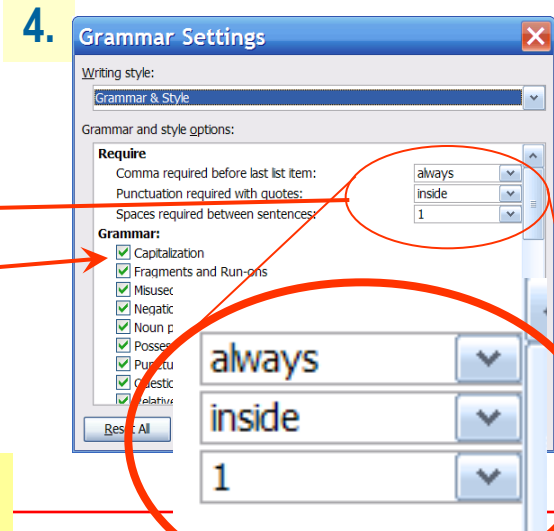 4.
Grammar Settings
Writing style:
Grammar & Style
Grammar and style options:
Require
Comma required before last list item: always
Punctuation required with quotes: inside
Spaces required between sentences: 1
Grammar:
Capitalization
Fragments and Run-ons
Noun
All
always
inside
1